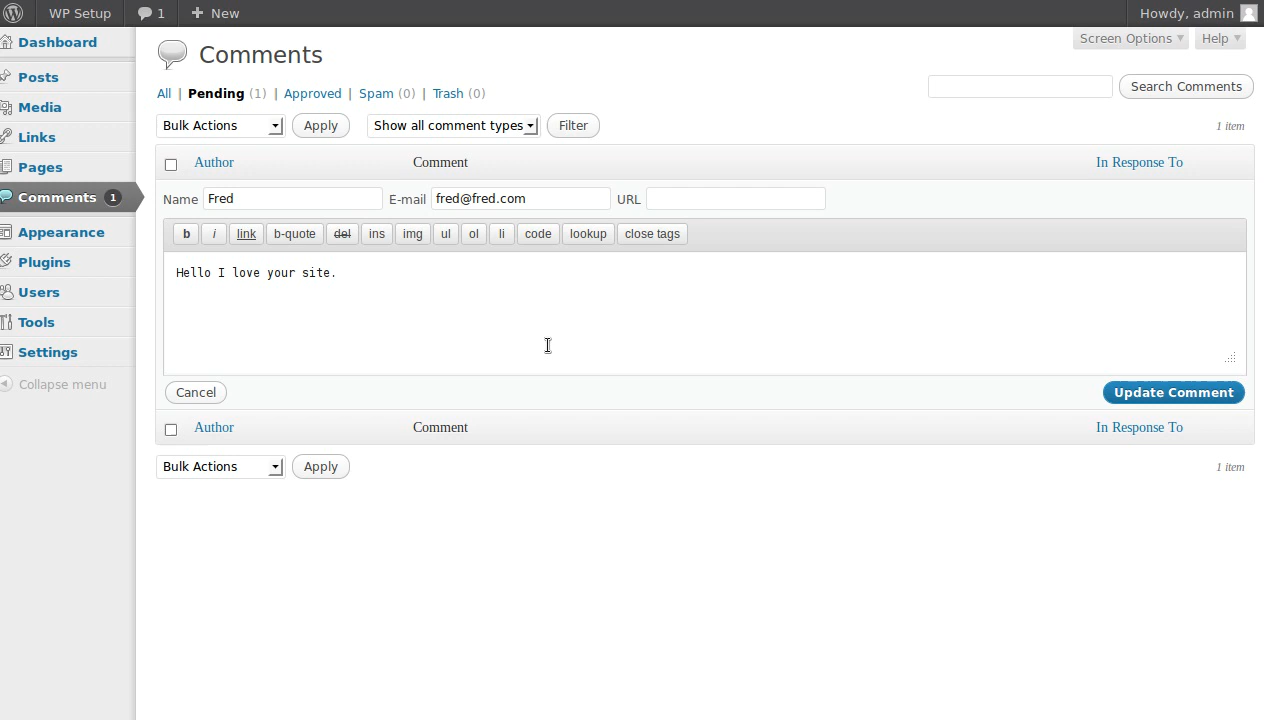 WP Setup 1 New Howdy, admin
Screen Options Help
Dashboard
Posts
Media
Links
Pages
Comments 1
Appearance
Plugins
Users
Tools
Settings
Collapse menu
Comments
All | Pending (1) | Approved | Spam (0) | Trash (0)
Search Comments
Bulk Actions Apply Show all comment types Filter 1 item
Author Comment In Response To
Name Fred E-mail fred@fred.com URL
b i link b-quote del ins img ul ol li code lookup close tags
Hello I love your site.
Cancel Update Comment
Author Comment In Response To
Bulk Actions Apply 1 item